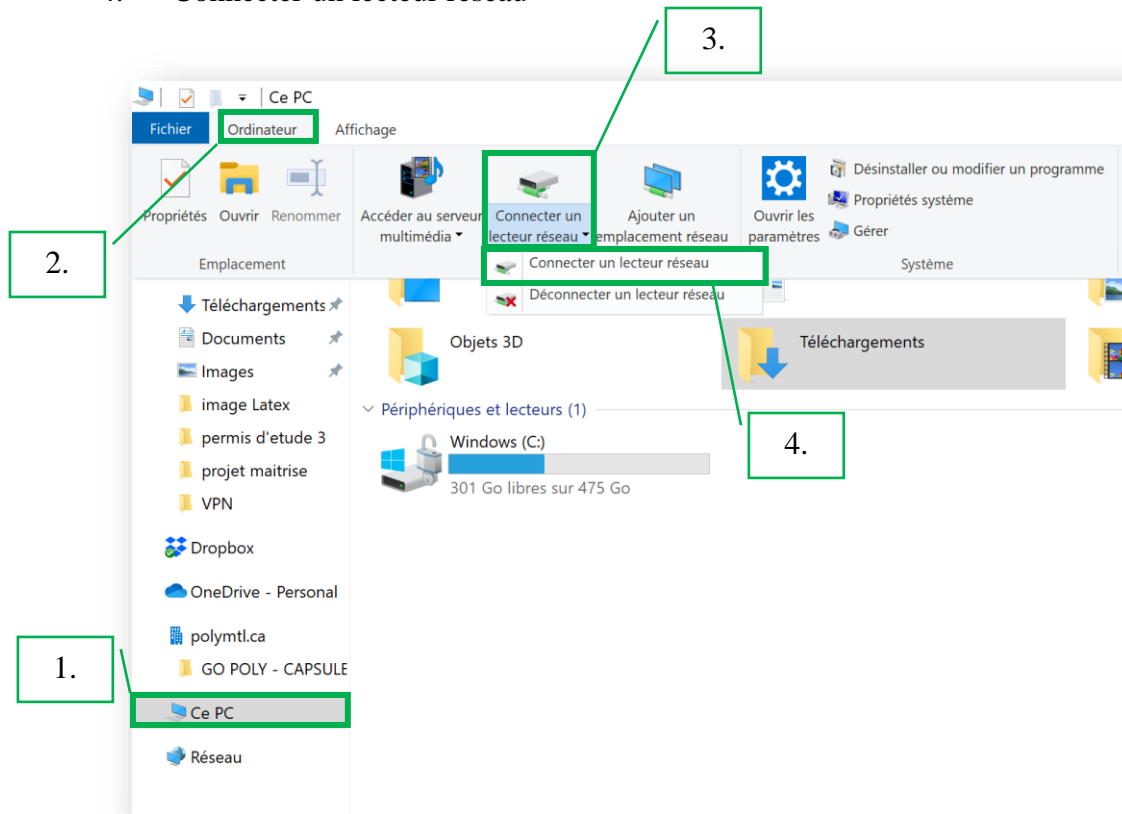 Connecter un lecteur réseau
3.
Ce PC
Fichier Ordinateur Affichage
Propriétés Ouvrir Renommer
Accéder au serveur
multimédia
Connecter un
lecteur réseau
Ajouter un
emplacement réseau
Ouvrir les
paramètres
Désinstaller ou modifier un programme
Propriétés système
Gérer
2.
Emplacement
Système
Connecter un lecteur réseau
Déconnecter un lecteur réseau
Téléchargements
Documents
Images
image Latex
permis d'etude 3
projet maitrise
VPN
Dropbox
OneDrive - Personal
polymtl.ca
GO POLY - CAPSULE
1.
Ce PC
Réseau
Objets 3D
Téléchargements
Périphériques et lecteurs (1)
Windows (C:)
301 Go libres sur 475 Go
4.